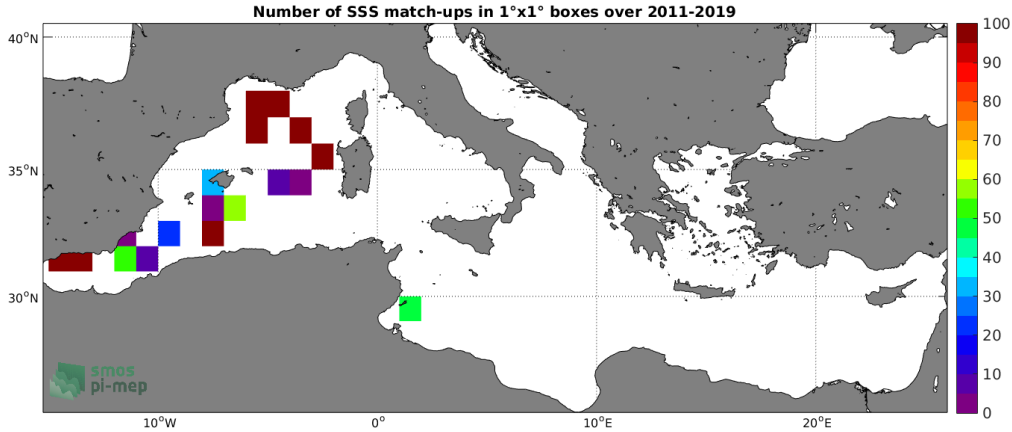 Number of SSS match-ups in 1°x1° boxes over 2011-2019
40°N
35°N
30°N
10°W
0°
10°E
20°E
100
90
80
70
60
50
40
30
20
10
0
smos
pi-mep